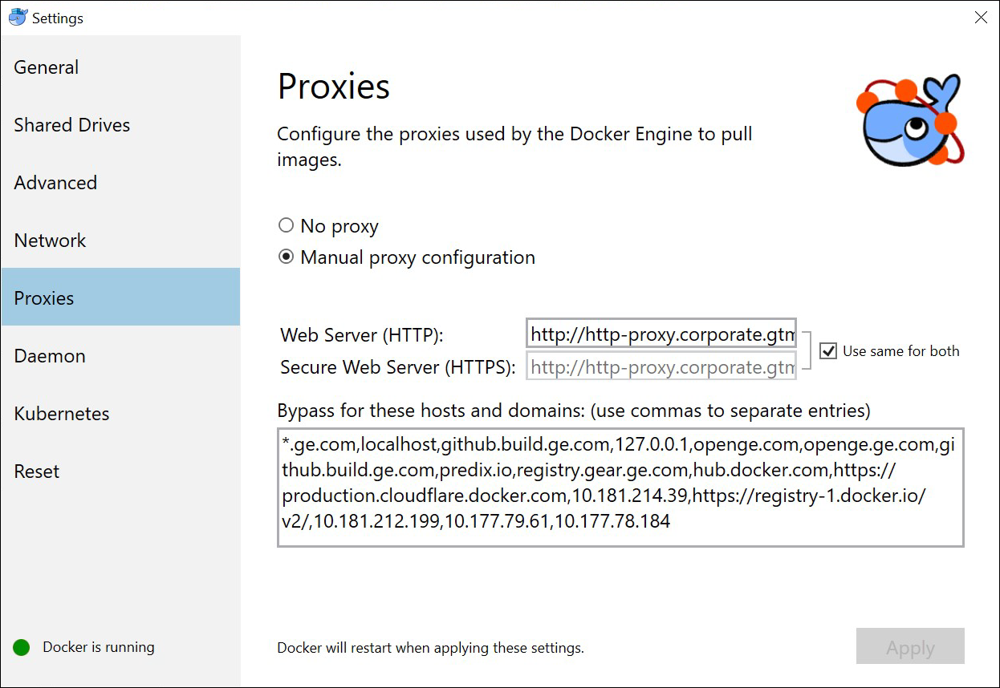 Settings
General
Shared Drives
Advanced
Network
Proxies
Daemon
Kubernetes
Reset
Docker is running
Proxies
Configure the proxies used by the Docker Engine to pull
images.
No proxy
Manual proxy configuration
Web Server (HTTP):
http://http-proxy.corporate.gtm
Secure Web Server (HTTPS):
http://http-proxy.corporate.gtm
Use same for both
Bypass for these hosts and domains: (use commas to separate entries)
*.ge.com,localhost,github.build.ge.com,127.0.0.1,openge.com,openge.ge.com,gi
thub.build.ge.com,predix.io,registry.gear.ge.com,hub.docker.com,https://
production.cloudflare.docker.com,10.181.214.39,https://registry-1.docker.io/
v2/,10.181.212.199,10.177.79.61,10.177.78.184
Docker will restart when applying these settings.
Apply